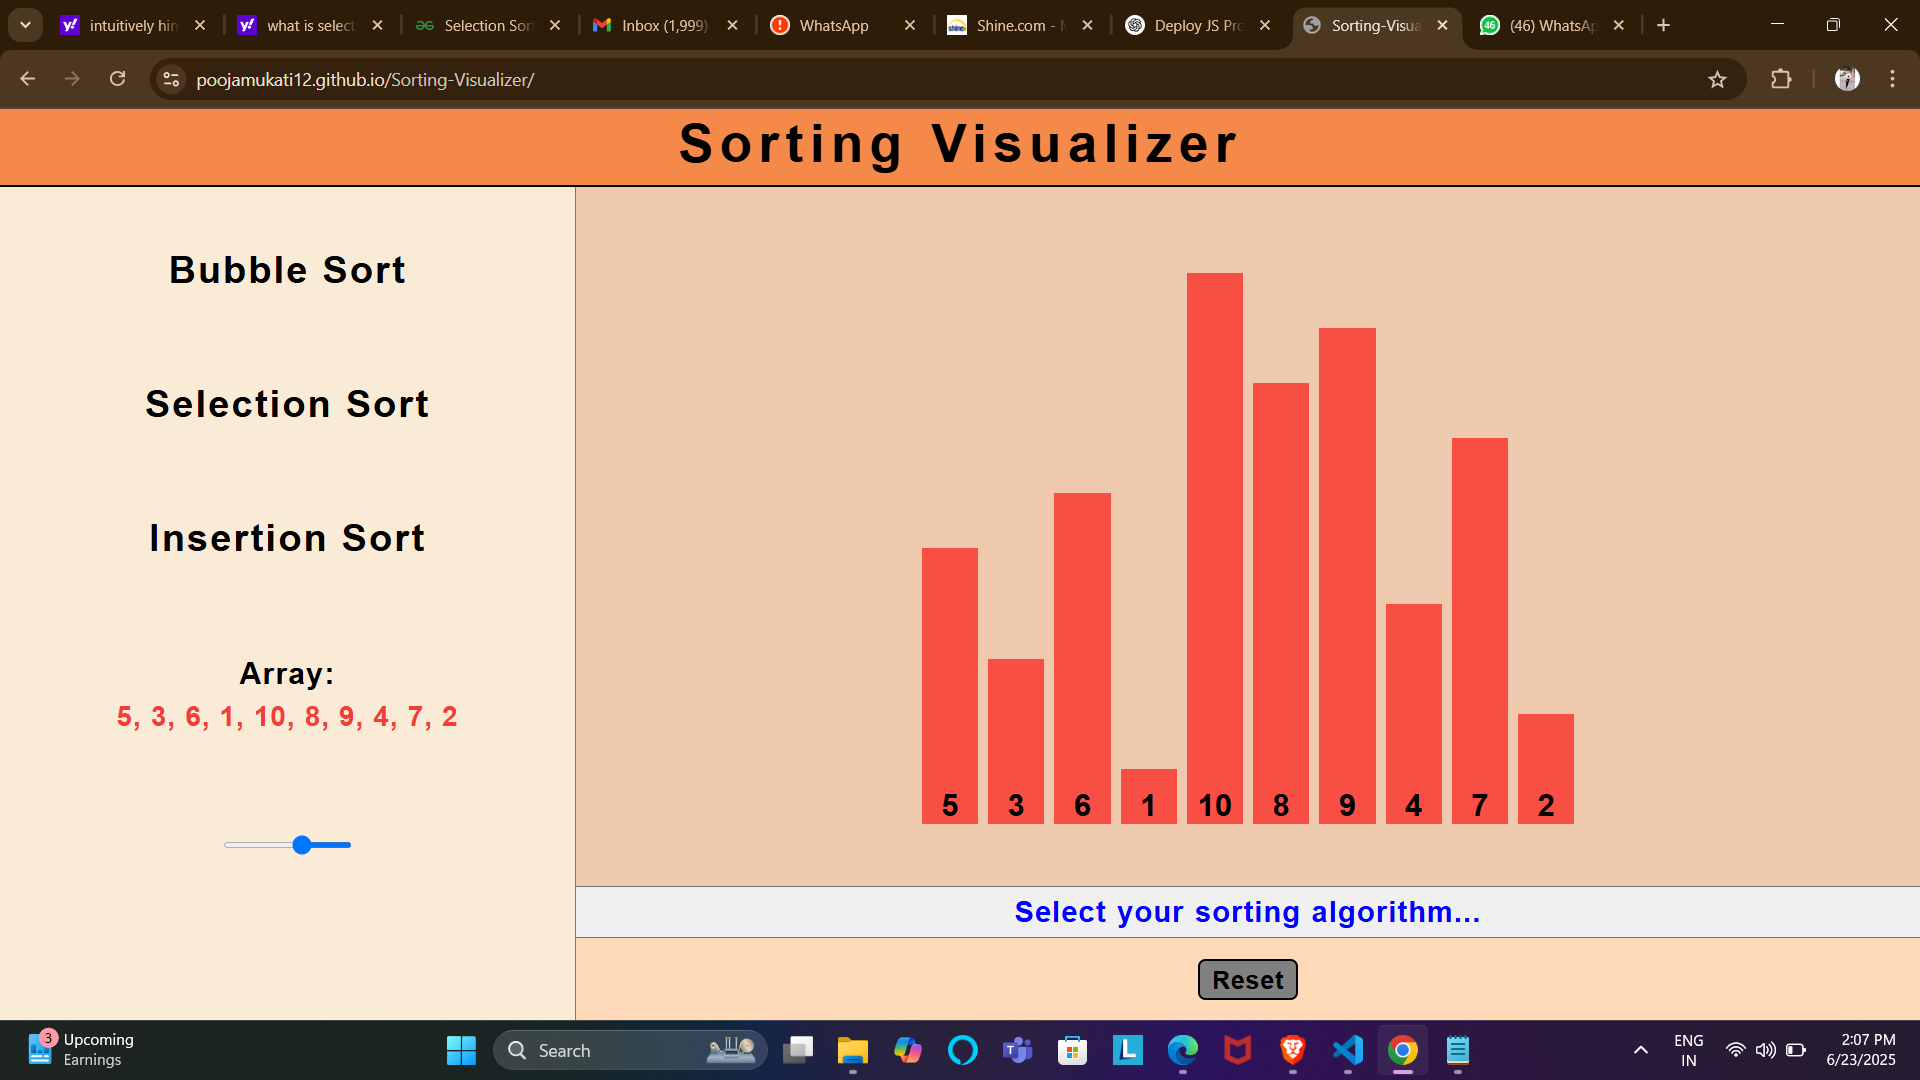 intuitively hir
what is select
Selection Sor
Inbox (1,999)
WhatsApp
Shine.com - M
Deploy JS Pro
Sorting-Visua
(46) WhatsAp
poojamukati12.github.io/Sorting-Visualizer/
Sorting Visualizer
Bubble Sort
Selection Sort
Insertion Sort
Array:
5, 3, 6, 1, 10, 8, 9, 4, 7, 2
5 3 6 1 10 8 9 4 7 2
Select your sorting algorithm...
Reset
3
Upcoming
Earnings
Search
ENG
IN
2:07 PM
6/23/2025